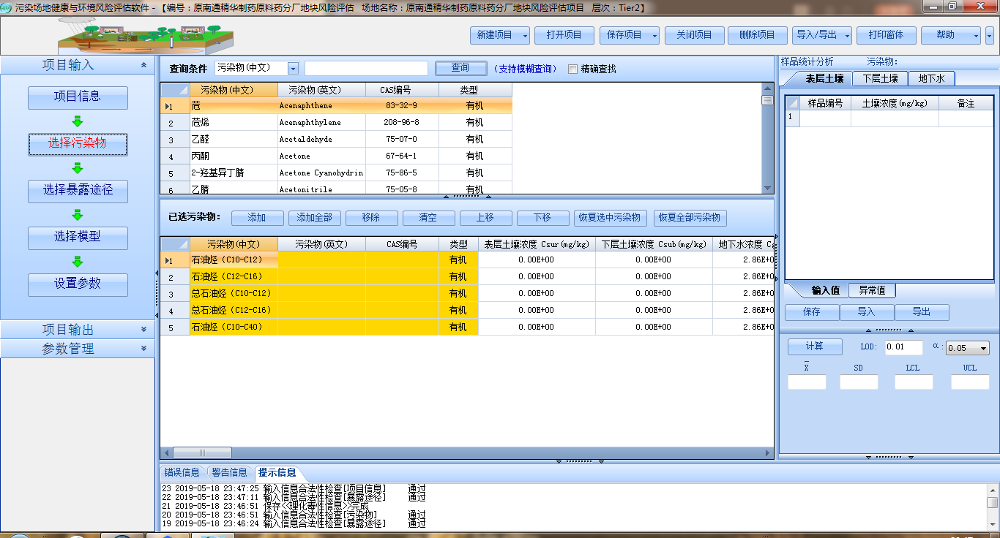 污染场地健康与环境风险评估软件 - 【编号：原南通精华制药原料药分厂地块风险评估 场地名称：原南通精华制药原料药分厂地块风险评估项目 层次：Tier2】
新建项目 打开项目 保存项目 关闭项目 删除项目 导入/导出 打印窗体 帮助
项目输入
项目信息
选择污染物
选择暴露途径
选择模型
设置参数
项目输出
参数管理
查询条件 污染物(中文) 查询 (支持模糊查询) 精确查找
污染物(中文) 污染物(英文) CAS编号 类型
1 苊 Acenaphthene 83-32-9 有机
2 苊烯 Acenaphthylene 208-96-8 有机
3 乙醛 Acetaldehyde 75-07-0 有机
4 丙酮 Acetone 67-64-1 有机
5 2-羟基异丁腈 Acetone Cyanohydrin 75-86-5 有机
6 乙腈 Acetonitrile 75-05-8 有机
已选污染物： 添加 添加全部 移除 清空 上移 下移 恢复选中污染物 恢复全部污染物
污染物(中文) 污染物(英文) CAS编号 类型 表层土壤浓度 Csur(mg/kg) 下层土壤浓度 Csub(mg/kg) 地下水浓度
1 石油烃（C10-C12） 有机 0.00E+00 0.00E+00 2.86E+0
2 石油烃（C12-C16） 有机 0.00E+00 0.00E+00 2.86E+0
3 总石油烃（C10-C12） 有机 0.00E+00 0.00E+00 2.86E+0
4 总石油烃（C12-C16） 有机 0.00E+00 0.00E+00 2.86E+0
5 石油烃（C10-C40） 有机 0.00E+00 0.00E+00 2.86E+0
错误信息 警告信息 提示信息
23 2019-05-18 23:47:25 输入信息合法性检查[项目信息] 通过
22 2019-05-18 23:47:11 输入信息合法性检查[暴露途径] 通过
21 2019-05-18 23:46:51 保存<<理化毒性信息>>完成
20 2019-05-18 23:46:51 输入信息合法性检查[污染物] 通过
19 2019-05-18 23:46:24 输入信息合法性检查[暴露途径] 通过
样品统计分析 污染物：
表层土壤 下层土壤 地下水
样品编号 土壤浓度(mg/kg) 备注
1
输入值 异常值
保存 导入 导出
计算 LOD: 0.01 α: 0.05
X̄ SD LCL UCL